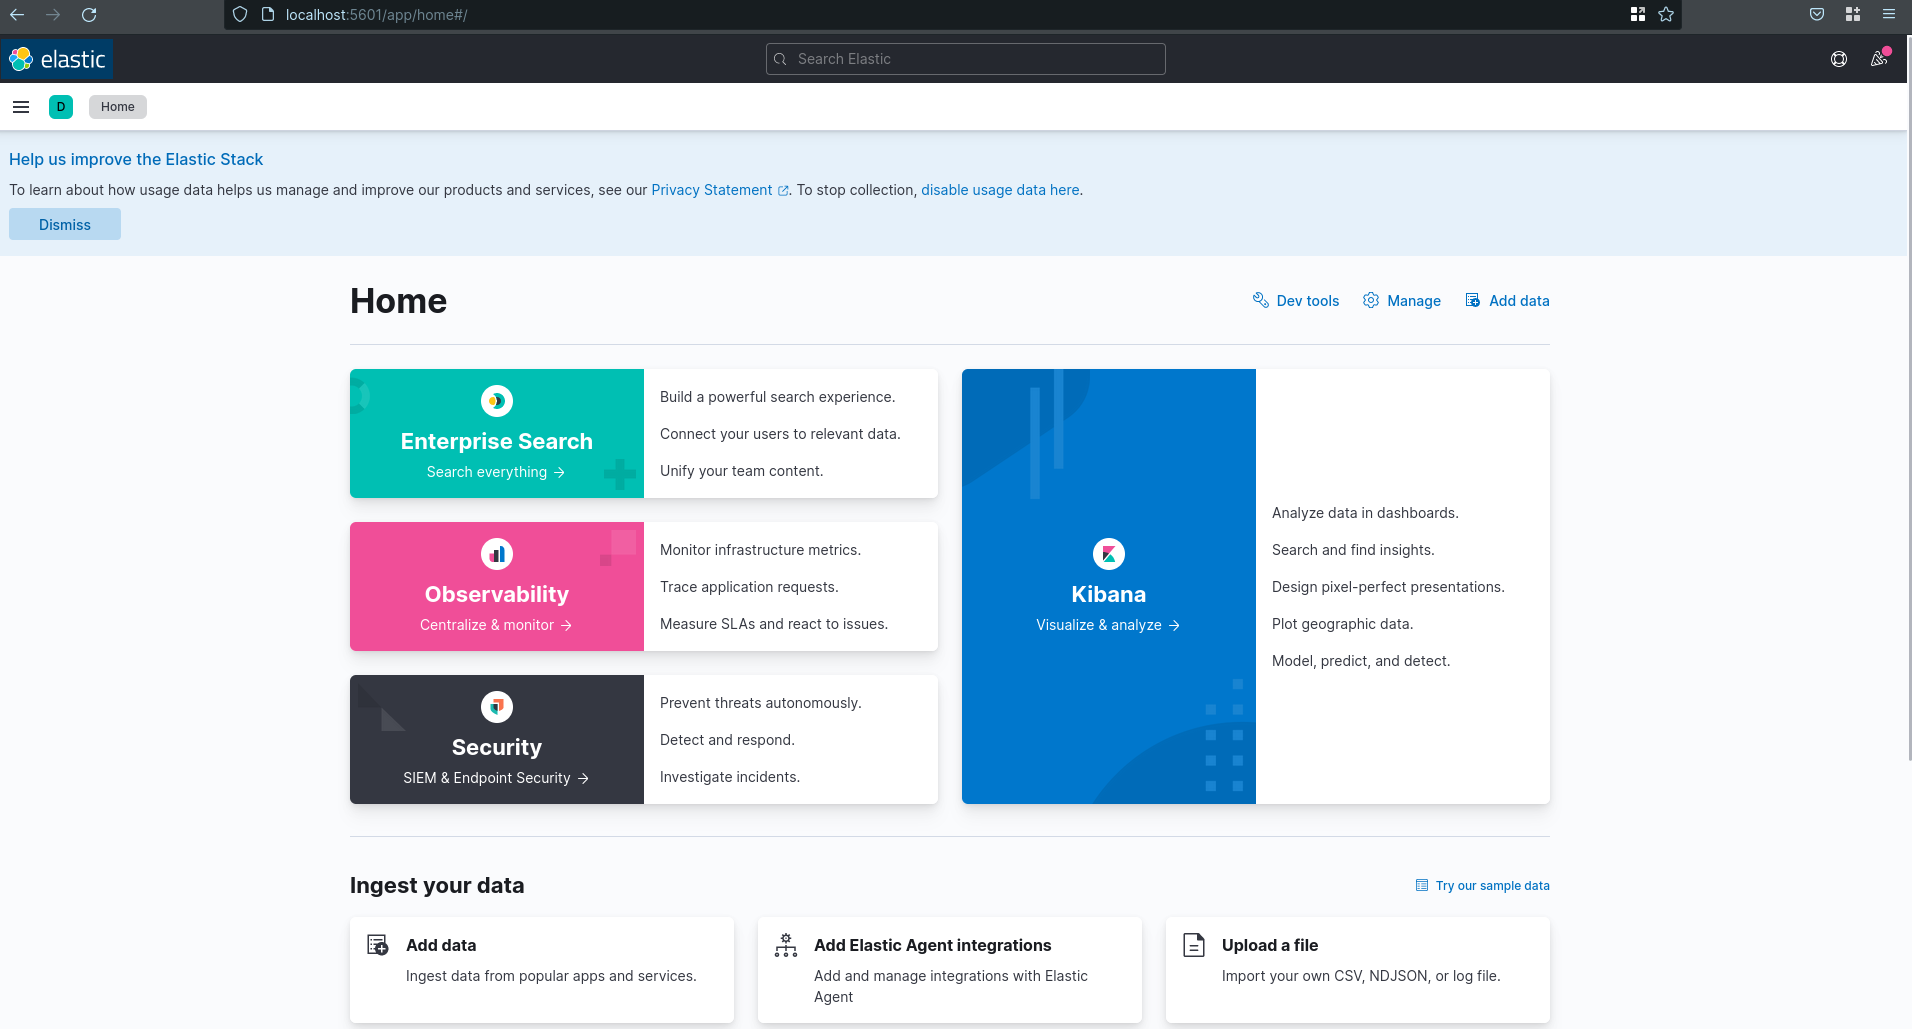 localhost:5601/app/home#/
elastic
Search Elastic
D
Home
Help us improve the Elastic Stack
To learn about how usage data helps us manage and improve our products and services, see our Privacy Statement. To stop collection, disable usage data here.
Dismiss
Home
Dev tools
Manage
Add data
Enterprise Search
Search everything →
Build a powerful search experience.
Connect your users to relevant data.
Unify your team content.
Observability
Centralize & monitor →
Monitor infrastructure metrics.
Trace application requests.
Measure SLAs and react to issues.
Security
SIEM & Endpoint Security →
Prevent threats autonomously.
Detect and respond.
Investigate incidents.
Kibana
Visualize & analyze →
Analyze data in dashboards.
Search and find insights.
Design pixel-perfect presentations.
Plot geographic data.
Model, predict, and detect.
Ingest your data
Try our sample data
Add data
Ingest data from popular apps and services.
Add Elastic Agent integrations
Add and manage integrations with Elastic
Agent
Upload a file
Import your own CSV, NDJSON, or log file.